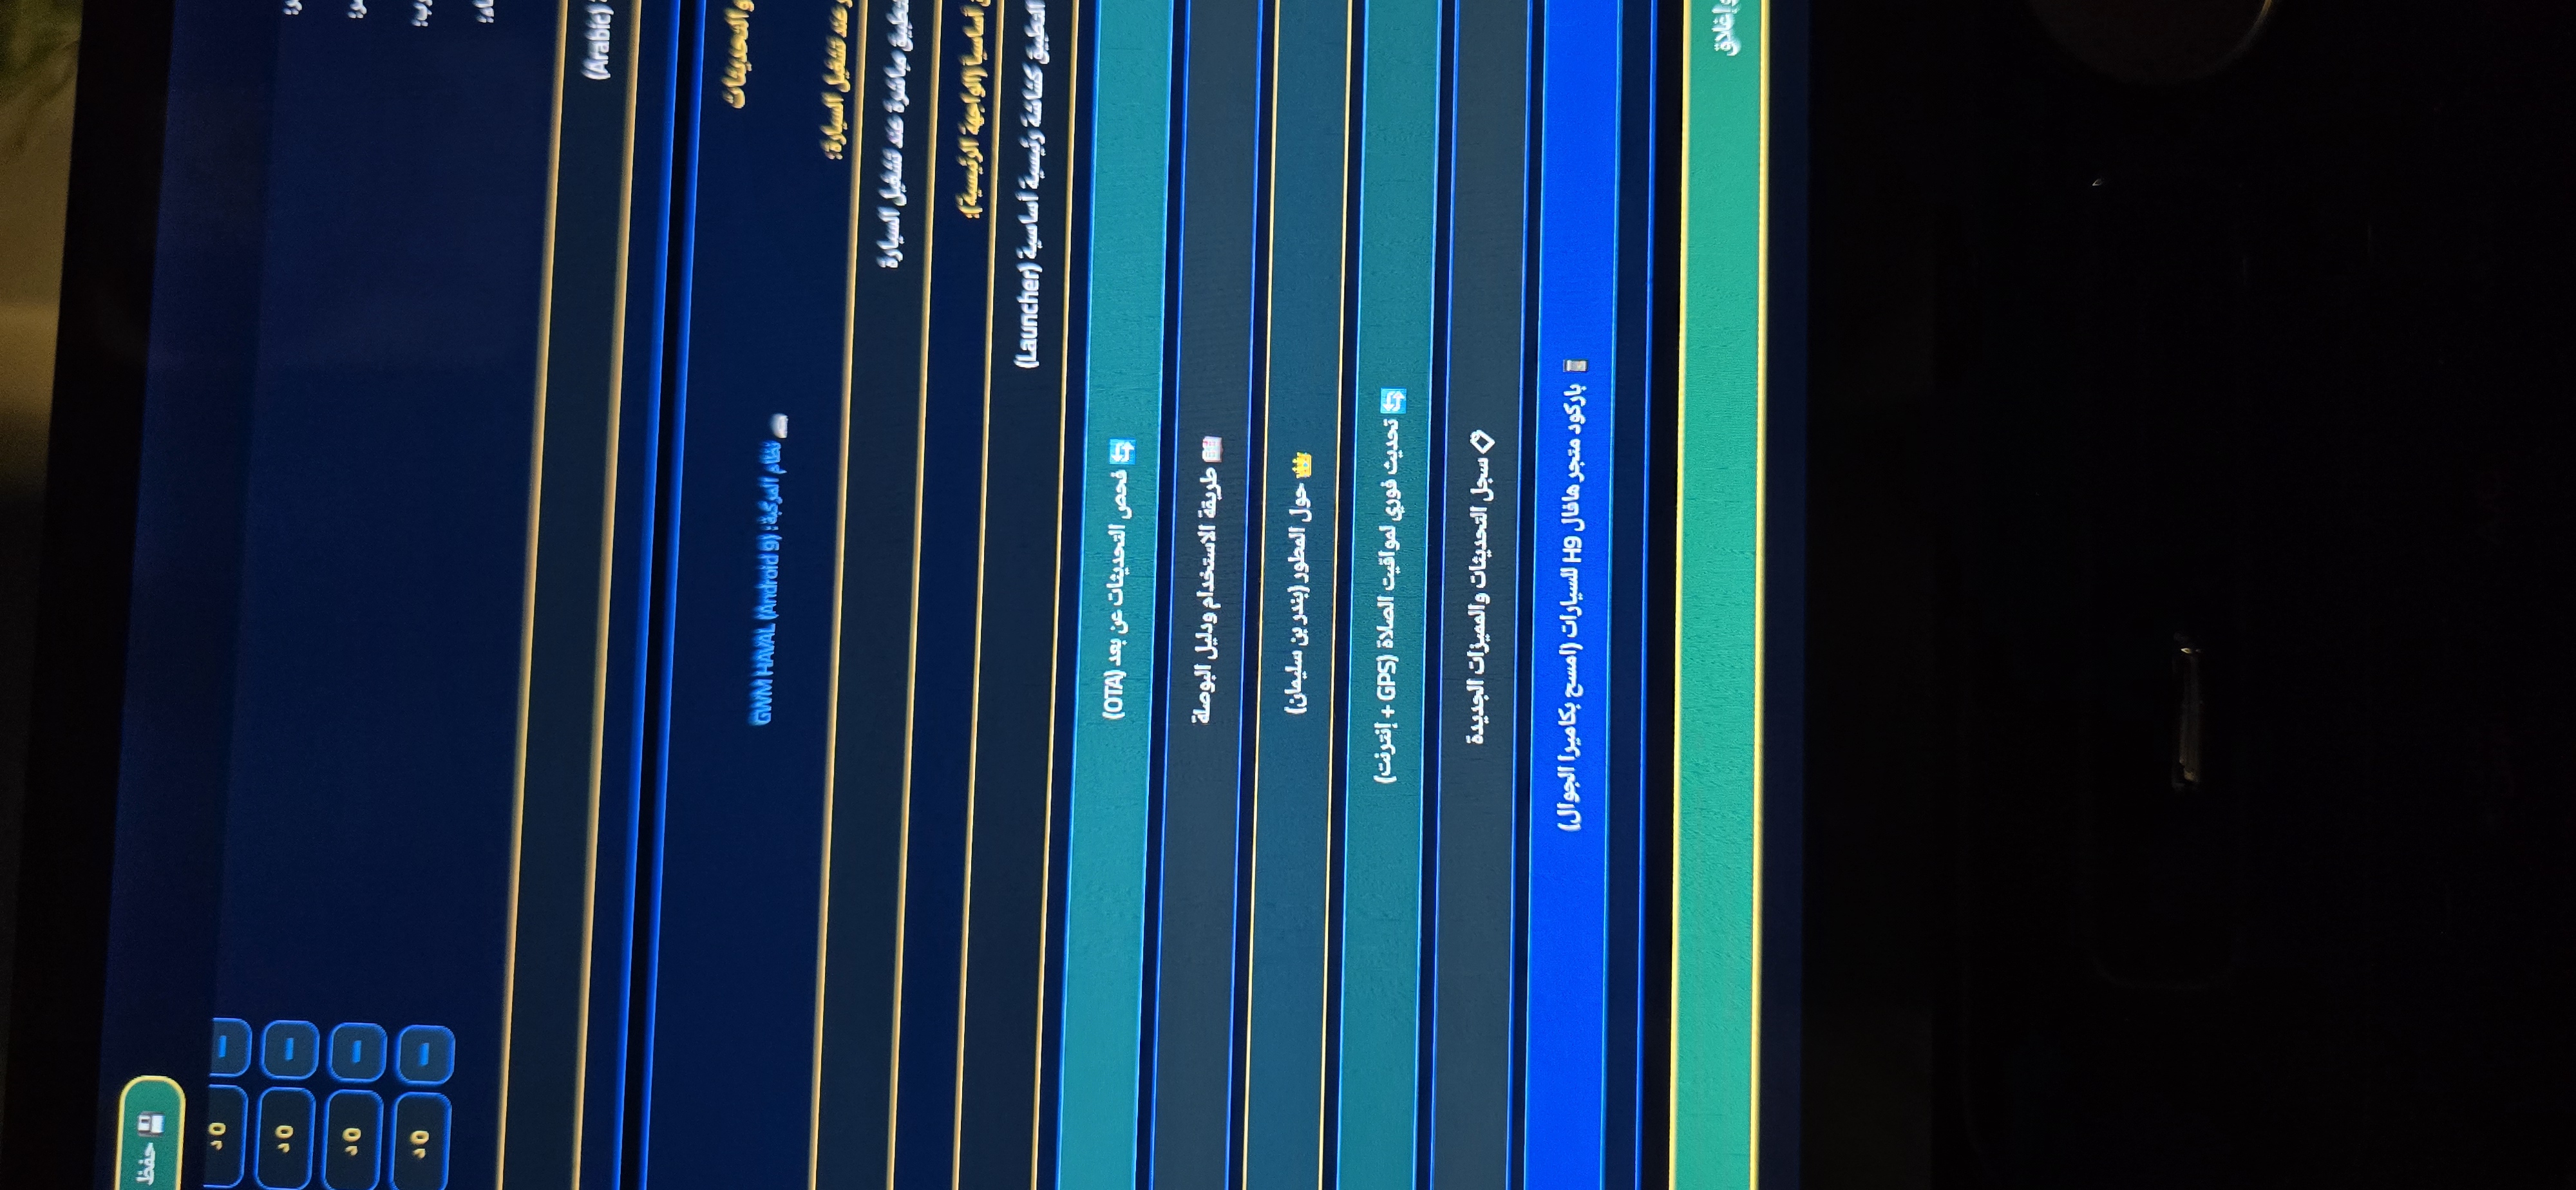 💾 حفظ
0 د
−
0 د
−
0 د
−
0 د
−
(Arabic)
والتحديثات
🚗 نظام المركبة: GWM HAVAL (Android 9)
عند تشغيل السيارة:
التطبيق مباشرة عند تشغيل السيارة
أساسياً (الواجهة الرئيسية):
التطبيق كشاشة رئيسية أساسية (Launcher)
🔄 فحص التحديثات عن بعد (OTA)
📖 طريقة الاستخدام ودليل البوصلة
👑 حول المطور (بندر بن سليمان)
🔄 تحديث فوري لمواقيت الصلاة (GPS + إنترنت)
📋 سجل التحديثات والمميزات الجديدة
📱 باركود متجر هافال H9 للسيارات (امسح بكاميرا الجوال)
وإغلاق